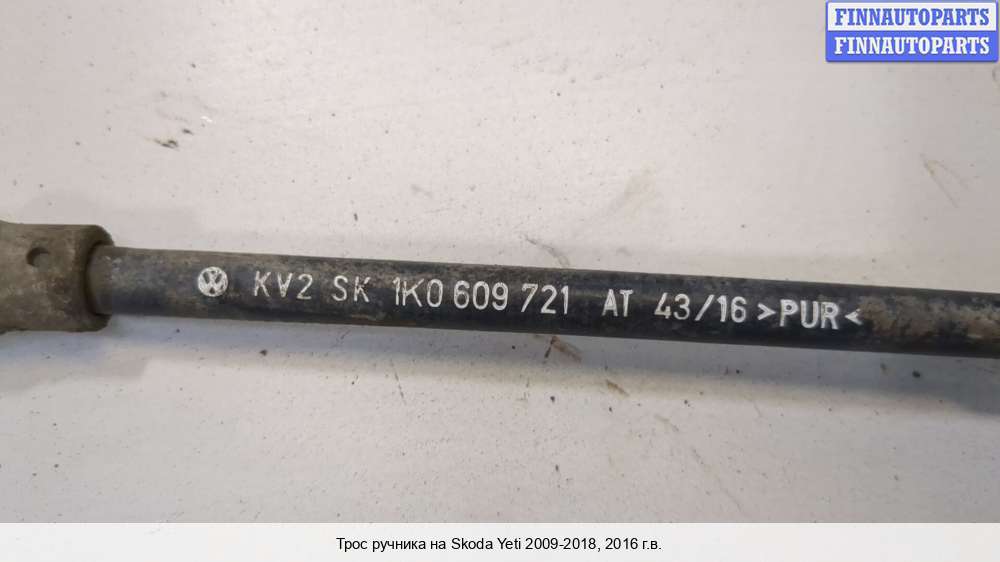 FINNAUTOPARTS
FINNAUTOPARTS
KV2 SK 1K0 609 721 AT 43/16 >PUR<
Трос ручника на Skoda Yeti 2009-2018, 2016 г.в.